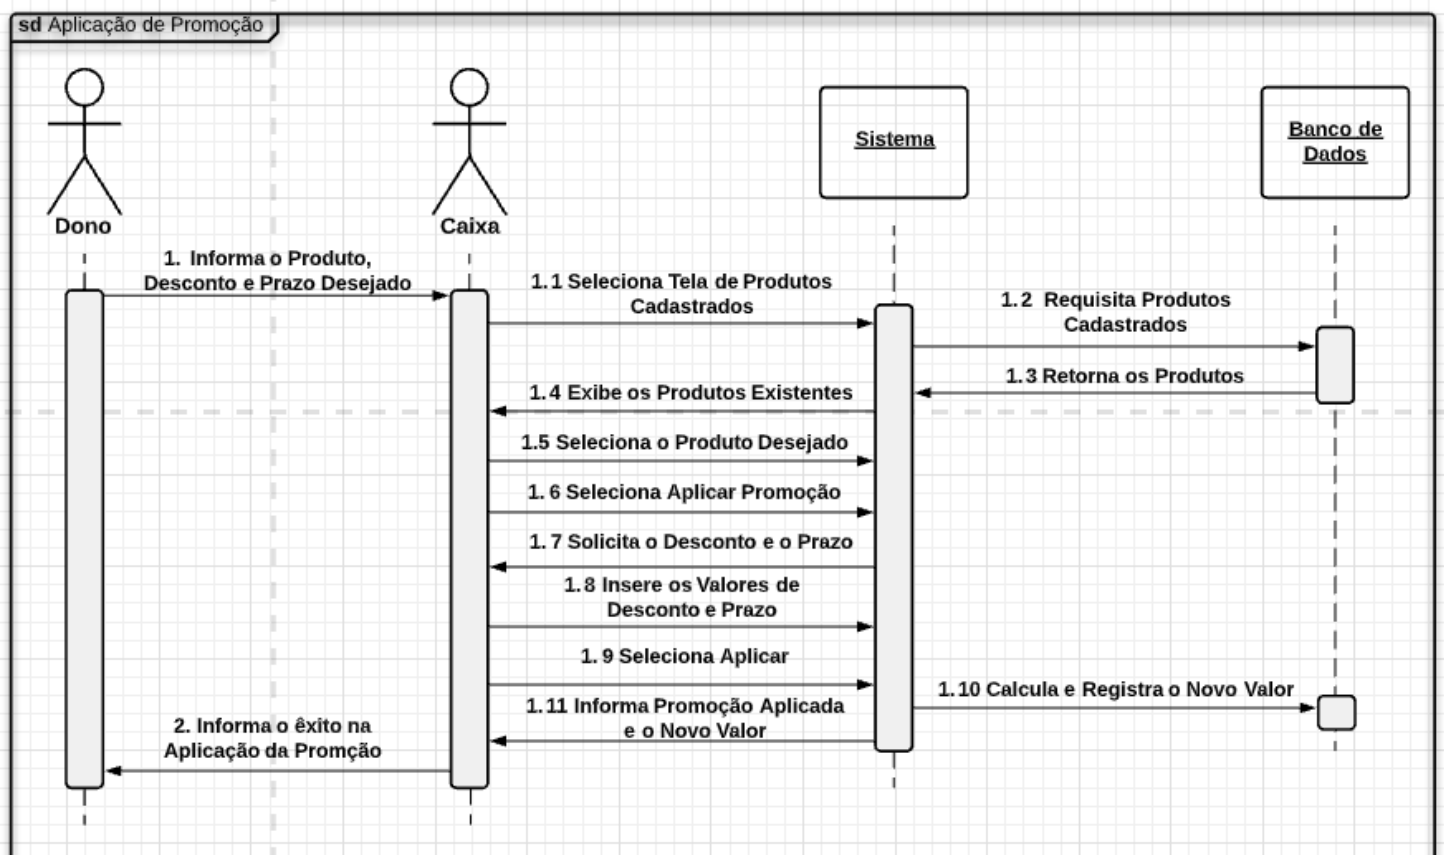 sd Aplicação de Promoção
Dono
Caixa
Sistema
Banco de
Dados
1. Informa o Produto,
Desconto e Prazo Desejado
1.1 Seleciona Tela de Produtos
Cadastrados
1.2 Requisita Produtos
Cadastrados
1.3 Retorna os Produtos
1.4 Exibe os Produtos Existentes
1.5 Seleciona o Produto Desejado
1.6 Seleciona Aplicar Promoção
1.7 Solicita o Desconto e o Prazo
1.8 Insere os Valores de
Desconto e Prazo
1.9 Seleciona Aplicar
1.10 Calcula e Registra o Novo Valor
1.11 Informa Promoção Aplicada
e o Novo Valor
2. Informa o êxito na
Aplicação da Promção